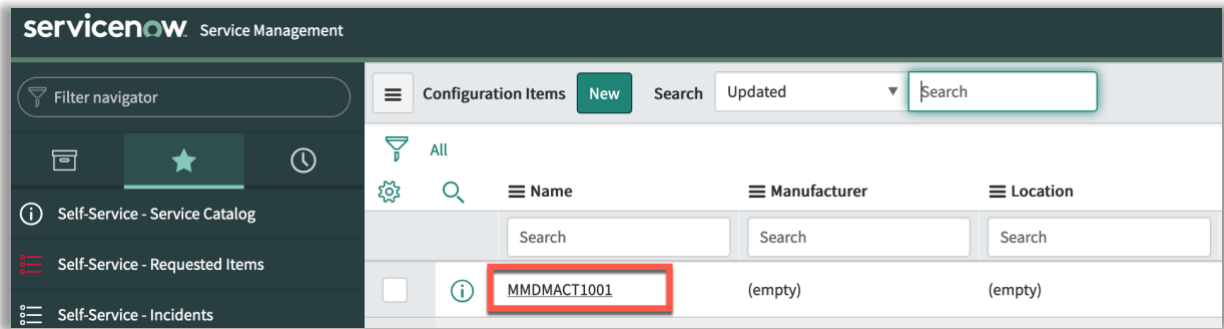 servicenow. Service Management
Filter navigator
Self-Service - Service Catalog
Self-Service - Requested Items
Self-Service - Incidents
Configuration Items New Search Updated Search
All
Name Manufacturer Location
Search Search Search
MMDMACT1001 (empty) (empty)